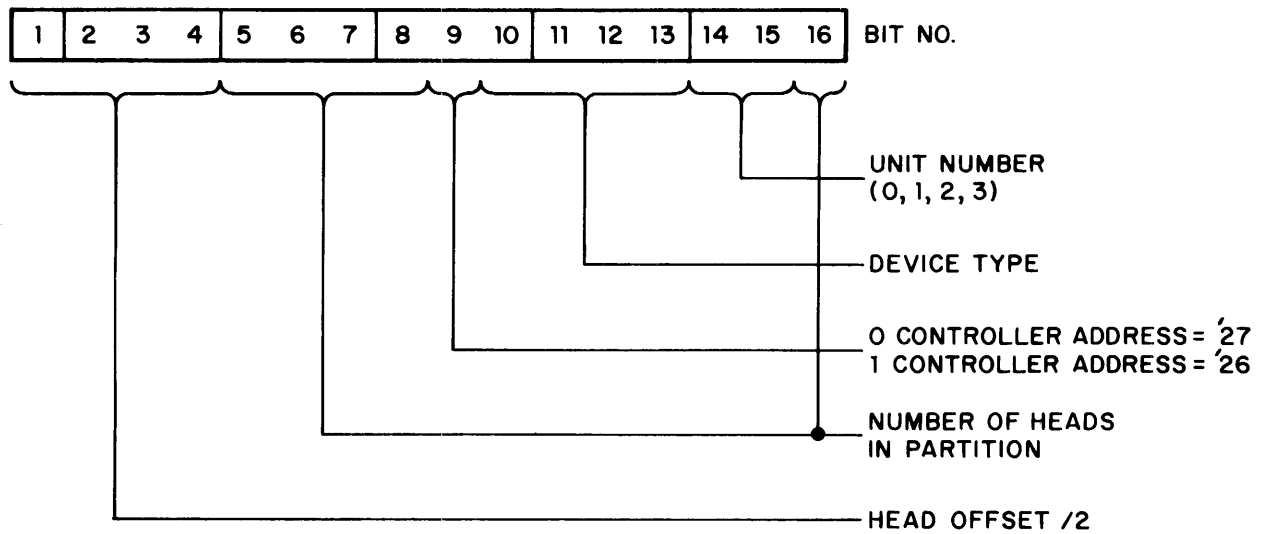 1 2 3 4 5 6 7 8 9 10 11 12 13 14 15 16 BIT NO.
UNIT NUMBER
(0, 1, 2, 3)
DEVICE TYPE
0 CONTROLLER ADDRESS = '27
1 CONTROLLER ADDRESS = '26
NUMBER OF HEADS
IN PARTITION
HEAD OFFSET /2